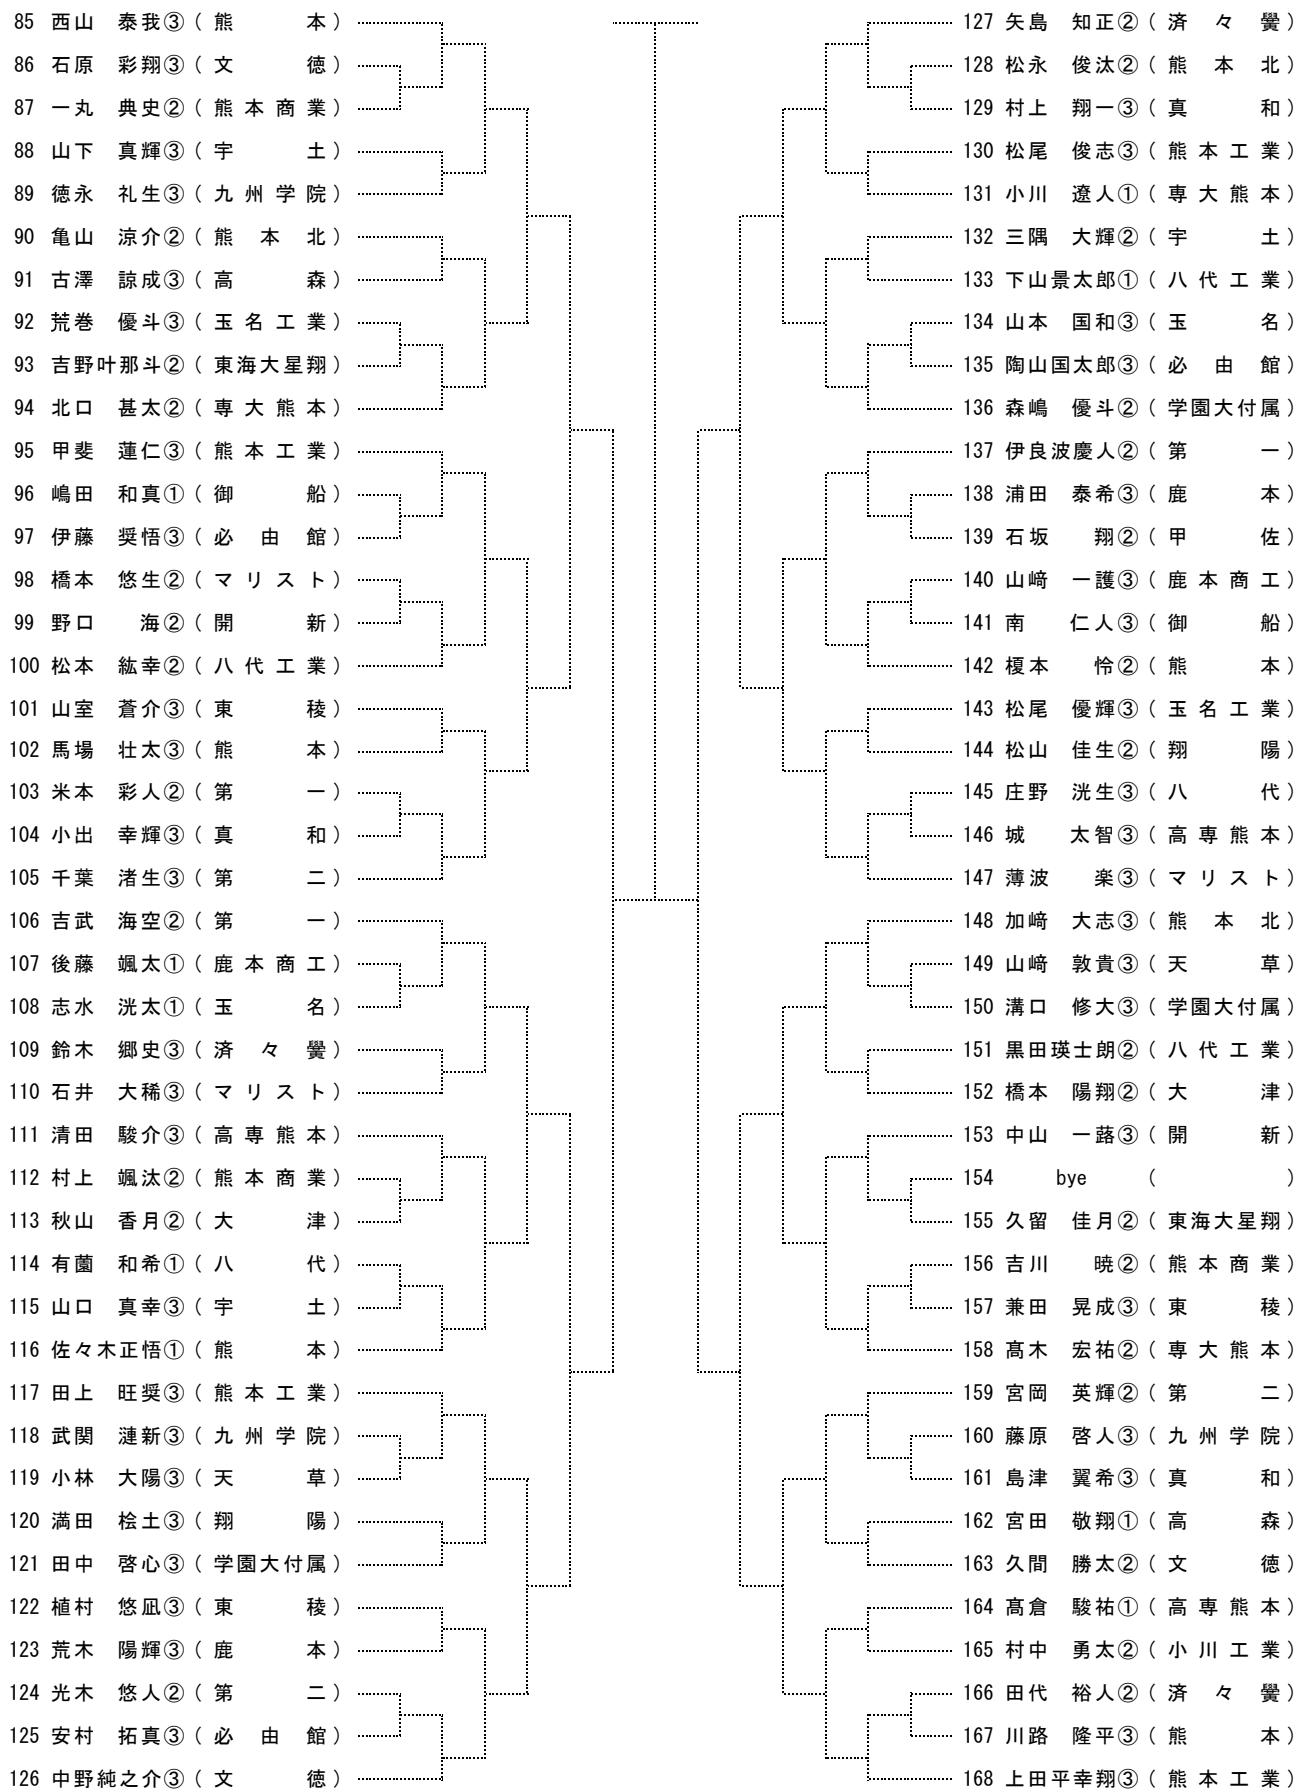 85 西山 泰我③ ( 熊 本 )
86 石原 彩翔③ ( 文 徳 )
87 一丸 典史② ( 熊 本 商 業 )
88 山下 真輝③ ( 宇 土 )
89 徳永 礼生③ ( 九 州 学 院 )
90 亀山 涼介② ( 熊 本 北 )
91 古澤 諒成③ ( 高 森 )
92 荒巻 優斗③ ( 玉 名 工 業 )
93 吉野叶那斗② ( 東海大星翔 )
94 北口 甚太② ( 専 大 熊 本 )
95 甲斐 蓮仁③ ( 熊 本 工 業 )
96 嶋田 和真① ( 御 船 )
97 伊藤 奨悟③ ( 必 由 館 )
98 橋本 悠生② ( マ リ ス ト )
99 野口 海② ( 開 新 )
100 松本 紘幸② ( 八 代 工 業 )
101 山室 蒼介③ ( 東 稜 )
102 馬場 壮太③ ( 熊 本 )
103 米本 彩人② ( 第 一 )
104 小出 幸輝③ ( 真 和 )
105 千葉 渚生③ ( 第 二 )
106 吉武 海空② ( 第 一 )
107 後藤 颯太① ( 鹿 本 商 工 )
108 志水 洸太① ( 玉 名 )
109 鈴木 郷史③ ( 済 々 黌 )
110 石井 大稀③ ( マ リ ス ト )
111 清田 駿介③ ( 高 専 熊 本 )
112 村上 颯汰② ( 熊 本 商 業 )
113 秋山 香月② ( 大 津 )
114 有薗 和希① ( 八 代 )
115 山口 真幸③ ( 宇 土 )
116 佐々木正悟① ( 熊 本 )
117 田上 旺奨③ ( 熊 本 工 業 )
118 武関 漣新③ ( 九 州 学 院 )
119 小林 大陽③ ( 天 草 )
120 満田 桧土③ ( 翔 陽 )
121 田中 啓心③ ( 学園大付属 )
122 植村 悠凪③ ( 東 稜 )
123 荒木 陽輝③ ( 鹿 本 )
124 光木 悠人② ( 第 二 )
125 安村 拓真③ ( 必 由 館 )
126 中野純之介③ ( 文 徳 )
127 矢島 知正② ( 済 々 黌 )
128 松永 俊汰② ( 熊 本 北 )
129 村上 翔一③ ( 真 和 )
130 松尾 俊志③ ( 熊 本 工 業 )
131 小川 遼人① ( 専 大 熊 本 )
132 三隅 大輝② ( 宇 土 )
133 下山景太郎① ( 八 代 工 業 )
134 山本 国和③ ( 玉 名 )
135 陶山国太郎③ ( 必 由 館 )
136 森嶋 優斗② ( 学園大付属 )
137 伊良波慶人② ( 第 一 )
138 浦田 泰希③ ( 鹿 本 )
139 石坂 翔② ( 甲 佐 )
140 山﨑 一護③ ( 鹿 本 商 工 )
141 南 仁人③ ( 御 船 )
142 榎本 怜② ( 熊 本 )
143 松尾 優輝③ ( 玉 名 工 業 )
144 松山 佳生② ( 翔 陽 )
145 庄野 洸生③ ( 八 代 )
146 城 太智③ ( 高 専 熊 本 )
147 薄波 楽③ ( マ リ ス ト )
148 加﨑 大志③ ( 熊 本 北 )
149 山﨑 敦貴③ ( 天 草 )
150 溝口 修大③ ( 学園大付属 )
151 黒田瑛士朗② ( 八 代 工 業 )
152 橋本 陽翔② ( 大 津 )
153 中山 一蕗③ ( 開 新 )
154 bye ( )
155 久留 佳月② ( 東海大星翔 )
156 吉川 暁② ( 熊 本 商 業 )
157 兼田 晃成③ ( 東 稜 )
158 髙木 宏祐② ( 専 大 熊 本 )
159 宮岡 英輝② ( 第 二 )
160 藤原 啓人③ ( 九 州 学 院 )
161 島津 翼希③ ( 真 和 )
162 宮田 敬翔① ( 高 森 )
163 久間 勝太② ( 文 徳 )
164 髙倉 駿祐① ( 高 専 熊 本 )
165 村中 勇太② ( 小 川 工 業 )
166 田代 裕人② ( 済 々 黌 )
167 川路 隆平③ ( 熊 本 )
168 上田平幸翔③ ( 熊 本 工 業 )